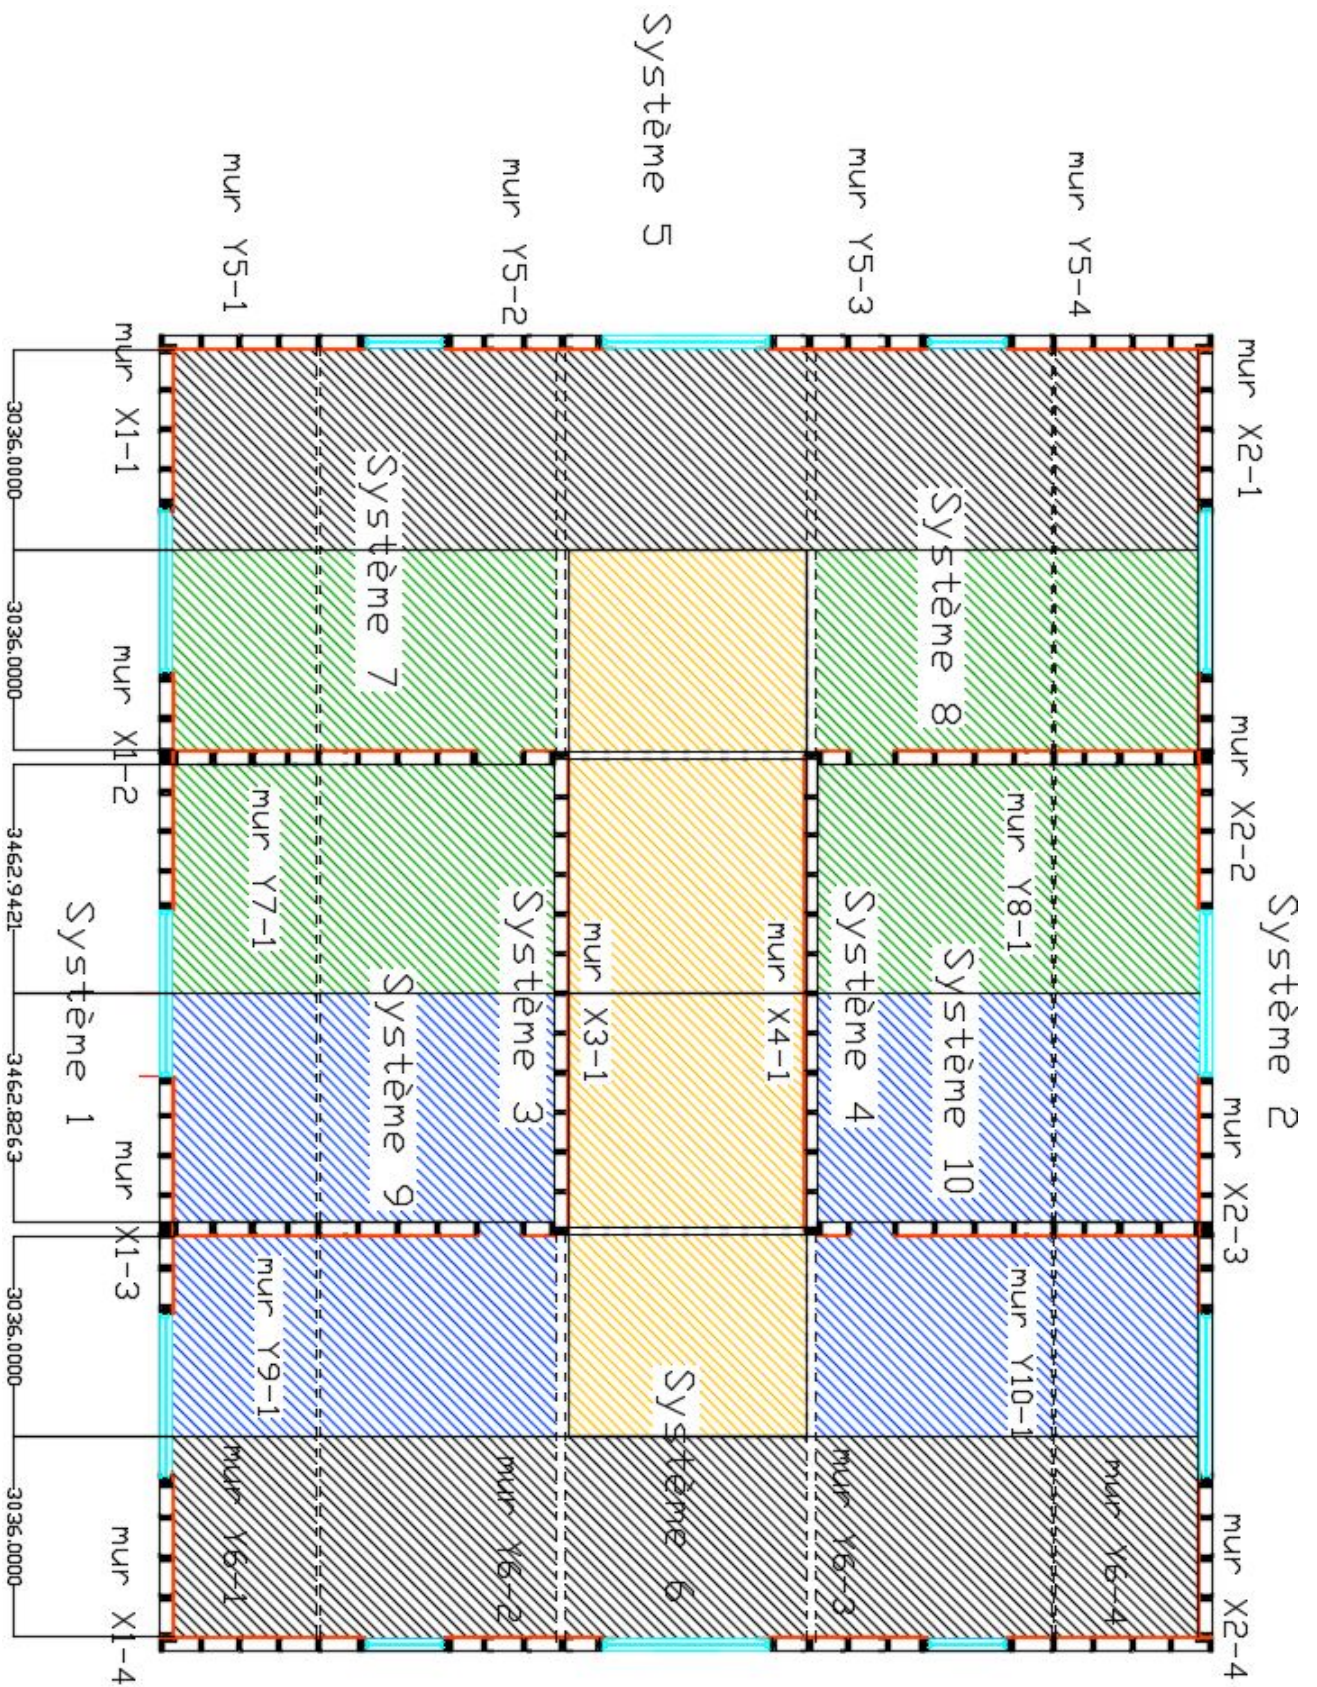 Système 2
mur X2-1
mur X2-2
mur X2-3
mur X2-4
mur Y5-4
mur Y5-3
Système 5
mur Y5-2
mur Y5-1
Système 8
mur Y8-1
Système 10
mur Y10-1
mur Y6-4
Système 4
mur Y6-3
mur X4-1
Système 6
mur X3-1
Système 3
mur Y6-2
Système 7
Système 9
mur Y7-1
mur Y9-1
mur Y6-1
mur X1-1
mur X1-2
mur X1-3
mur X1-4
Système 1
3036.0000
3036.0000
3462.9421
3462.8263
3036.0000
3036.0000